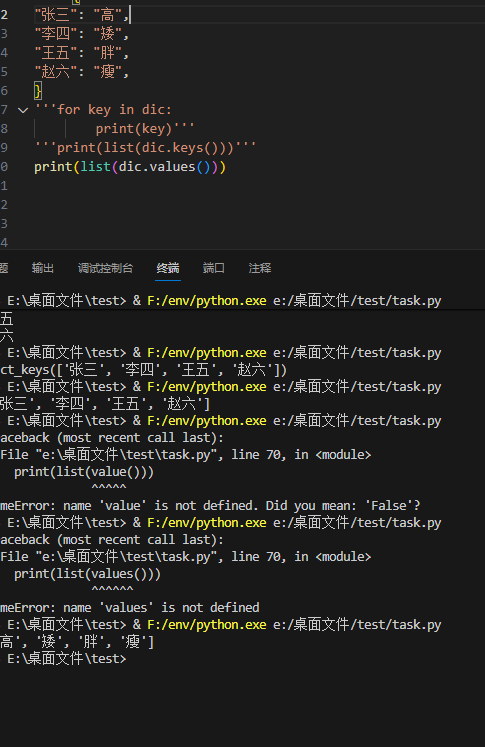 {
2 "张三": "高",
3 "李四": "矮",
4 "王五": "胖",
5 "赵六": "瘦",
6 }
7 '''for key in dic:
8 print(key)'''
9 '''print(list(dic.keys()))'''
0 print(list(dic.values()))
1
2
3
4
题 输出 调试控制台 终端 端口 注释
E:\桌面文件\test> & F:/env/python.exe e:/桌面文件/test/task.py
五
六
E:\桌面文件\test> & F:/env/python.exe e:/桌面文件/test/task.py
ct_keys(['张三', '李四', '王五', '赵六'])
E:\桌面文件\test> & F:/env/python.exe e:/桌面文件/test/task.py
张三', '李四', '王五', '赵六']
E:\桌面文件\test> & F:/env/python.exe e:/桌面文件/test/task.py
aceback (most recent call last):
File "e:\桌面文件\test\task.py", line 70, in <module>
print(list(value()))
^^^^^
meError: name 'value' is not defined. Did you mean: 'False'?
E:\桌面文件\test> & F:/env/python.exe e:/桌面文件/test/task.py
aceback (most recent call last):
File "e:\桌面文件\test\task.py", line 70, in <module>
print(list(values()))
^^^^^^
meError: name 'values' is not defined
E:\桌面文件\test> & F:/env/python.exe e:/桌面文件/test/task.py
高', '矮', '胖', '瘦']
E:\桌面文件\test>